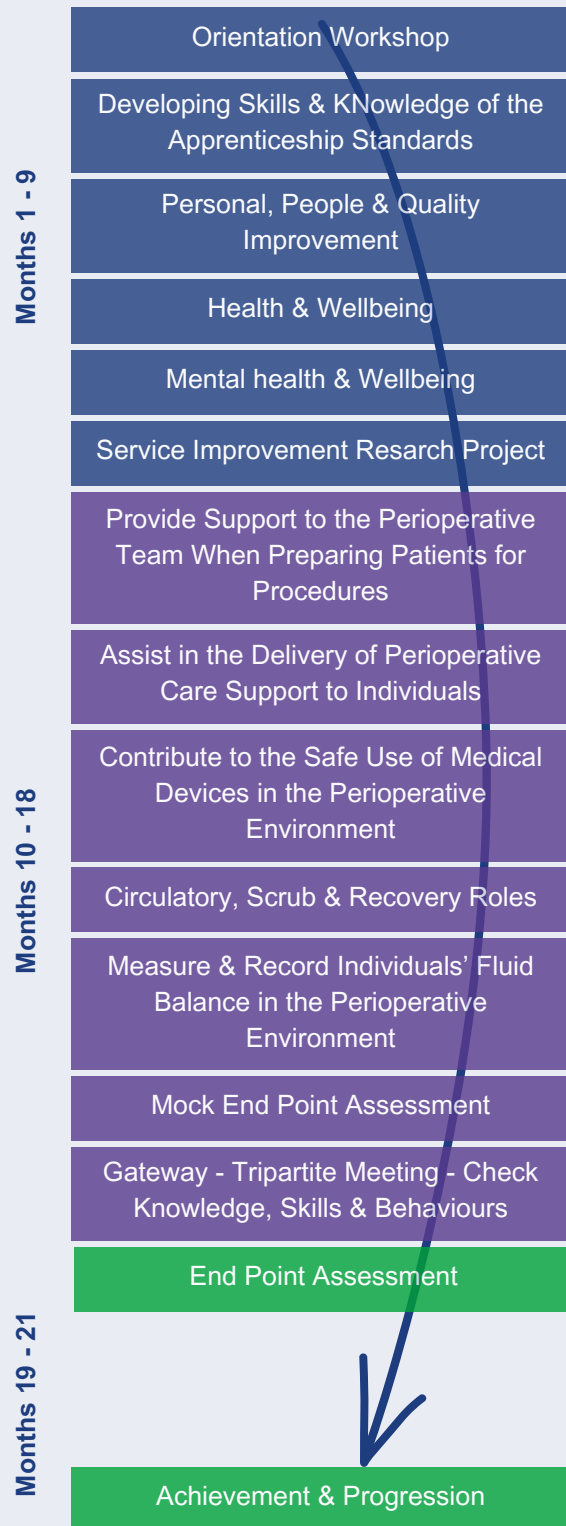 Months 1 - 9
Orientation Workshop
Developing Skills & KNowledge of the
Apprenticeship Standards
Personal, People & Quality
Improvement
Health & Wellbeing
Mental health & Wellbeing
Service Improvement Resarch Project
Months 10 - 18
Provide Support to the Perioperative
Team When Preparing Patients for
Procedures
Assist in the Delivery of Perioperative
Care Support to Individuals
Contribute to the Safe Use of Medical
Devices in the Perioperative
Environment
Circulatory, Scrub & Recovery Roles
Measure & Record Individuals’ Fluid
Balance in the Perioperative
Environment
Mock End Point Assessment
Gateway - Tripartite Meeting - Check
Knowledge, Skills & Behaviours
Months 19 - 21
End Point Assessment
Achievement & Progression